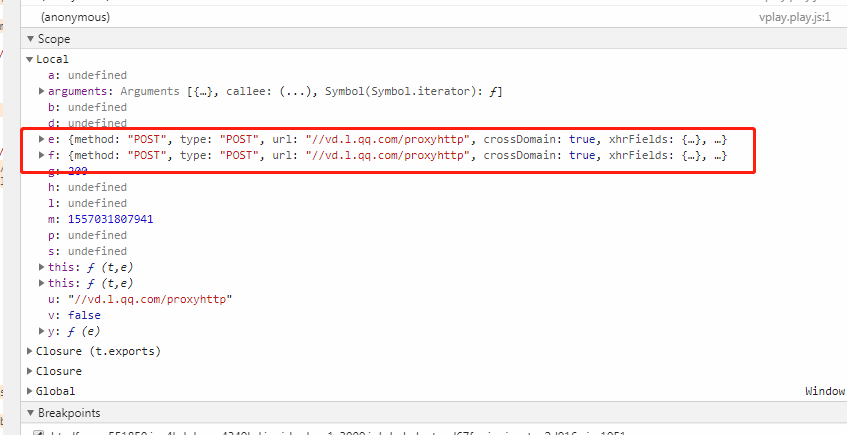 (anonymous) vplay.play.js:1
Scope
Local
a: undefined
arguments: Arguments [{…}, callee: (...), Symbol(Symbol.iterator): ƒ]
b: undefined
d: undefined
e: {method: "POST", type: "POST", url: "//vd.l.qq.com/proxyhttp", crossDomain: true, xhrFields: {…}, …}
f: {method: "POST", type: "POST", url: "//vd.l.qq.com/proxyhttp", crossDomain: true, xhrFields: {…}, …}
g: 200
h: undefined
l: undefined
m: 1557031807941
p: undefined
s: undefined
this: ƒ (t,e)
this: ƒ (t,e)
u: "//vd.l.qq.com/proxyhttp"
v: false
y: ƒ (e)
Closure (t.exports)
Closure
Global Window
Breakpoints